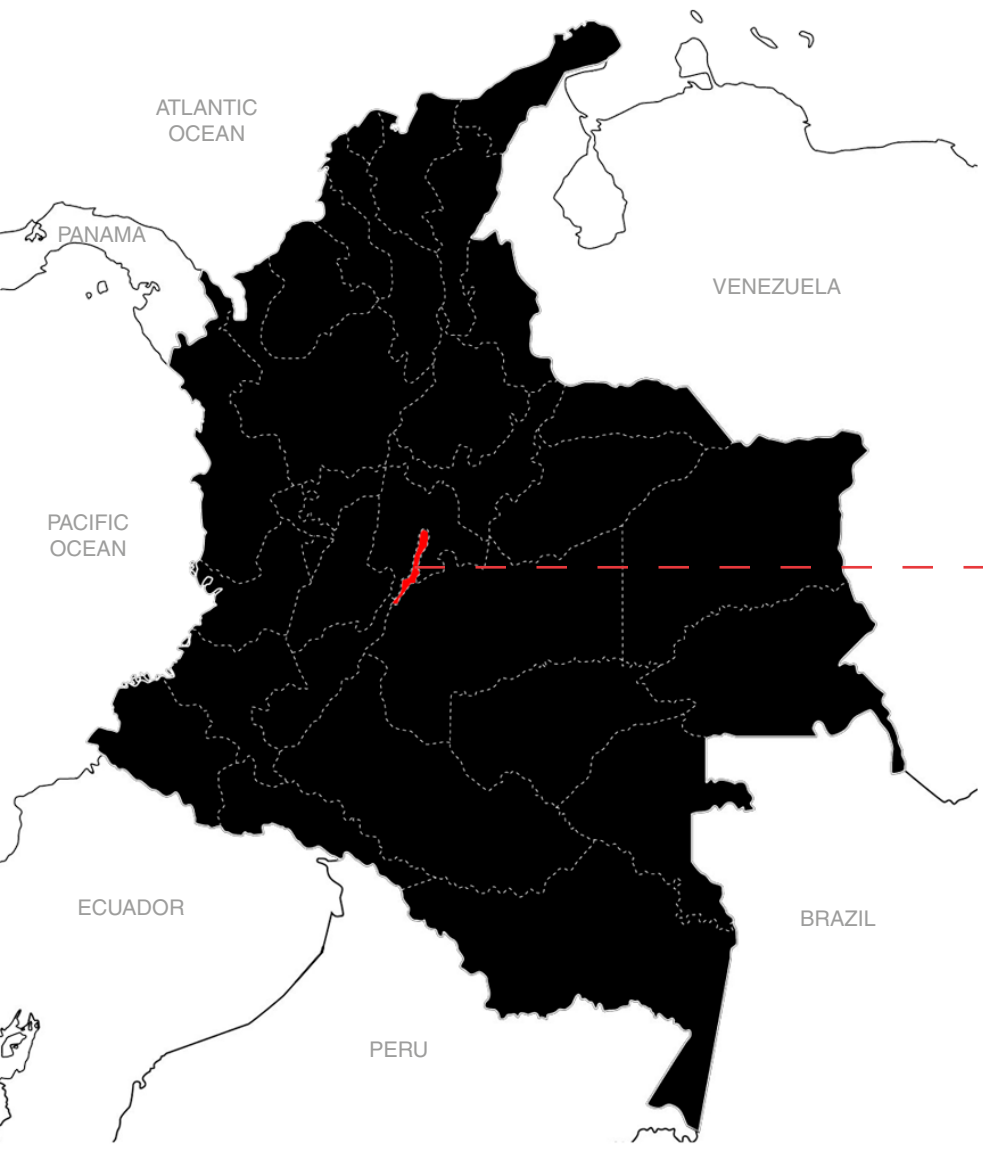 ATLANTIC
OCEAN
PANAMA
VENEZUELA
PACIFIC
OCEAN
ECUADOR
BRAZIL
PERU